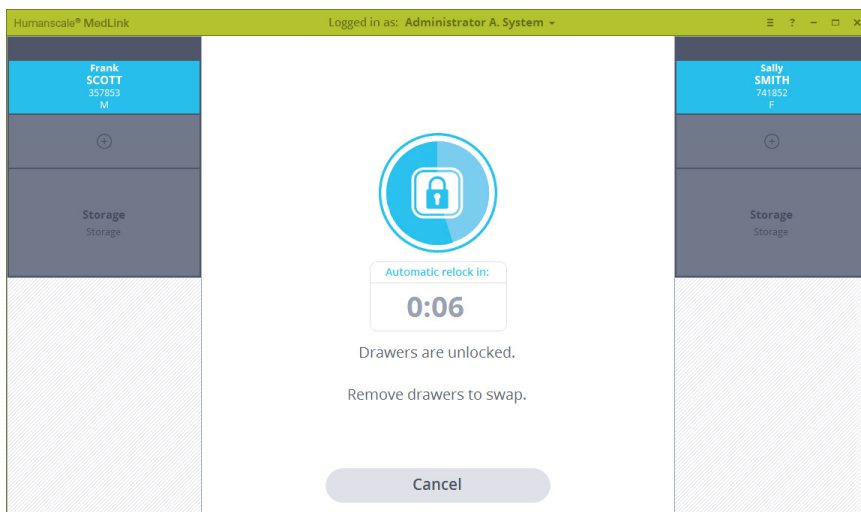 Humanscale® MedLink
Logged in as: Administrator A. System
?
Frank
SCOTT
357853
M
Storage
Storage
Automatic relock in:
0:06
Drawers are unlocked.
Remove drawers to swap.
Cancel
Sally
SMITH
741852
F
Storage
Storage